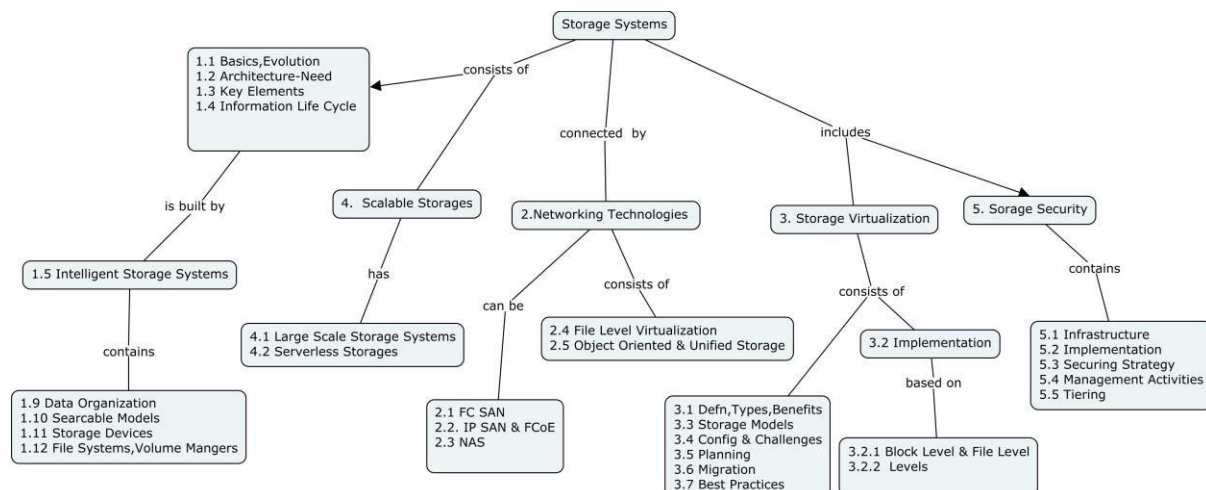 Storage Systems
consists of
connected by
includes
1.1 Basics,Evolution
1.2 Architecture-Need
1.3 Key Elements
1.4 Information Life Cycle
is built by
1.5 Intelligent Storage Systems
contains
1.9 Data Organization
1.10 Searcable Models
1.11 Storage Devices
1.12 File Systems,Volume Mangers
4. Scalable Storages
has
4.1 Large Scale Storage Systems
4.2 Serverless Storages
2.Networking Technologies
can be
consists of
2.1 FC SAN
2.2. IP SAN & FCoE
2.3 NAS
2.4 File Level Virtualization
2.5 Object Oriented & Unified Storage
3. Storage Virtualization
consists of
3.1 Defn,Types,Benefits
3.3 Storage Models
3.4 Config & Challenges
3.5 Planning
3.6 Migration
3.7 Best Practices
3.2 Implementation
based on
3.2.1 Block Level & File Level
3.2.2 Levels
5. Sorage Security
contains
5.1 Infrastructure
5.2 Implementation
5.3 Securing Strategy
5.4 Management Activities
5.5 Tiering